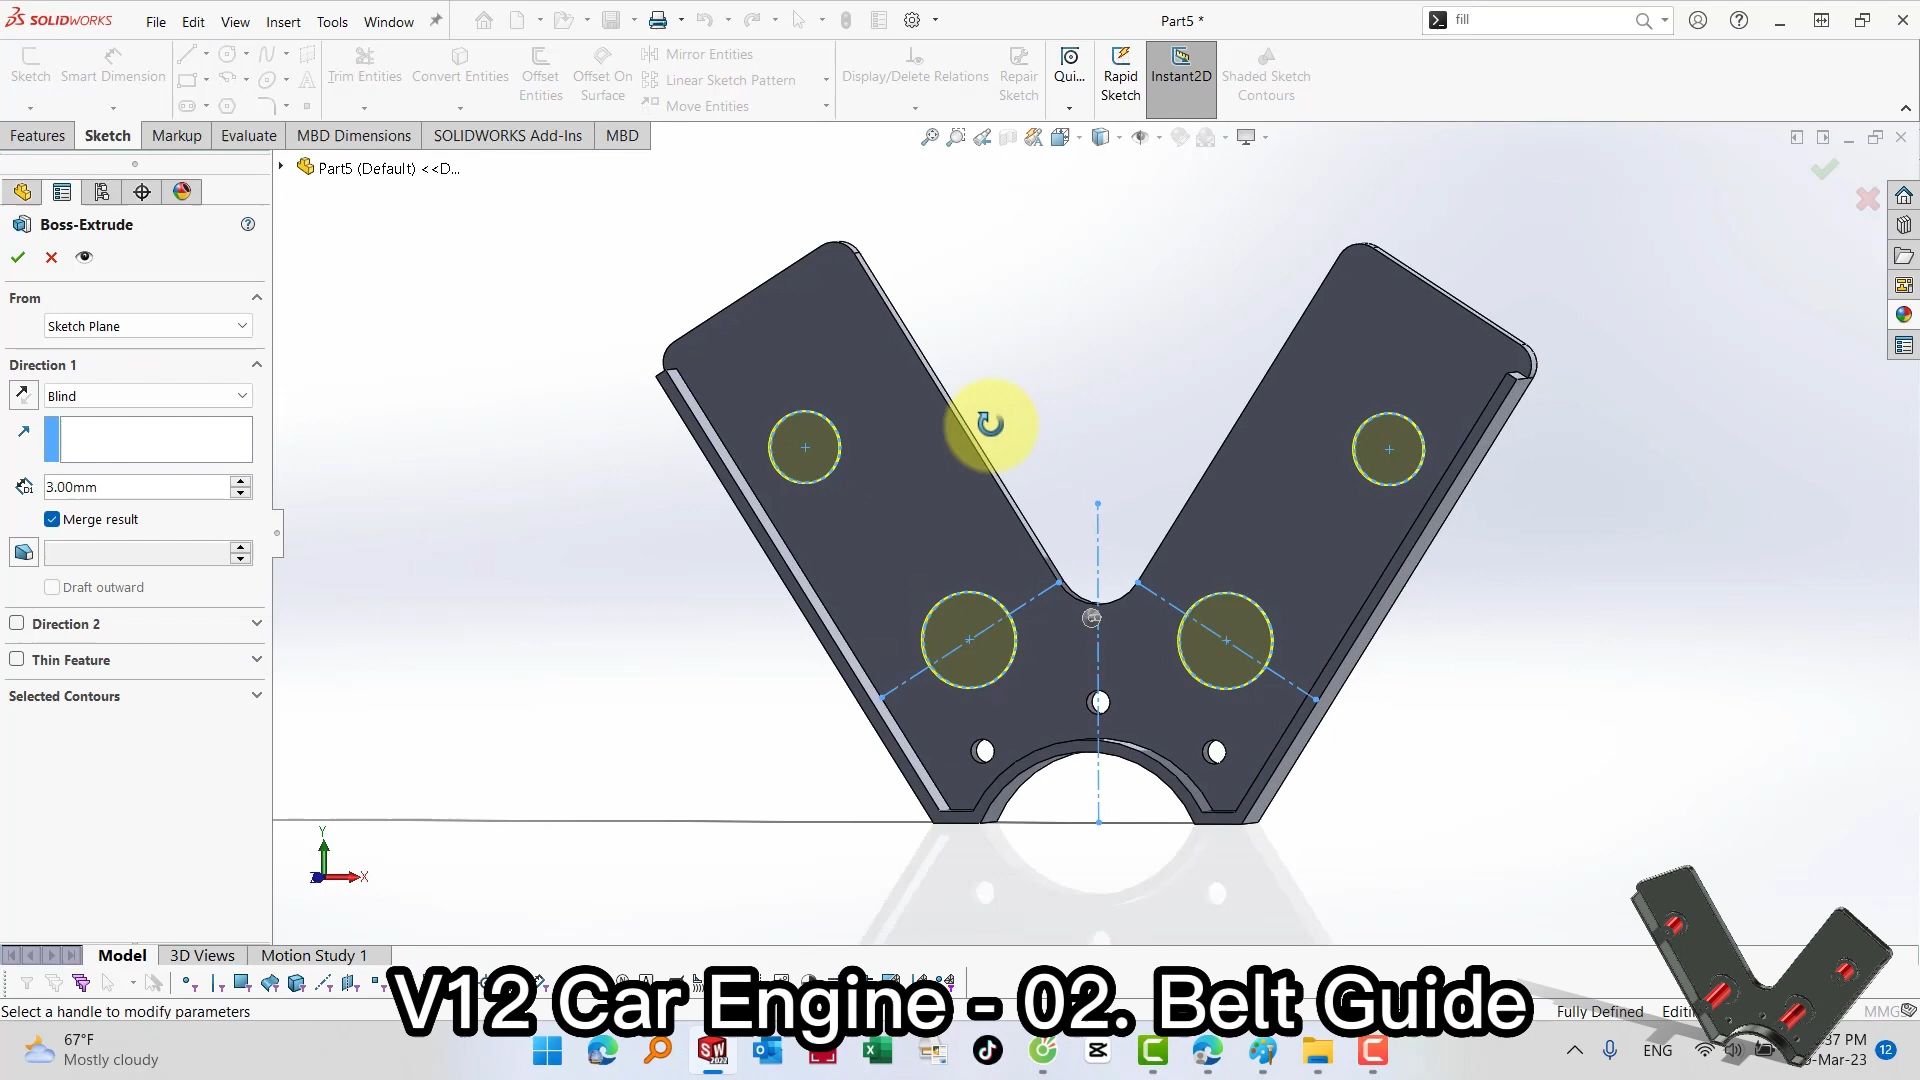 SOLIDWORKS
File Edit View Insert Tools Window
Part5 *
fill
Sketch
Smart Dimension
Trim Entities
Convert Entities
Offset
Entities
Offset On
Surface
Mirror Entities
Linear Sketch Pattern
Move Entities
Display/Delete Relations
Repair
Sketch
Qui...
Rapid
Sketch
Instant2D
Shaded Sketch
Contours
Features Sketch Markup Evaluate MBD Dimensions SOLIDWORKS Add-Ins MBD
Part5 (Default) <<D...
Boss-Extrude
From
Sketch Plane
Direction 1
Blind
3.00mm
Merge result
Draft outward
Direction 2
Thin Feature
Selected Contours
Y
X
Z
Model 3D Views Motion Study 1
V12 Car Engine - 02. Belt Guide
Select a handle to modify parameters
Fully Defined
MMG
67°F
Mostly cloudy
ENG
37 PM
-Mar-23
12